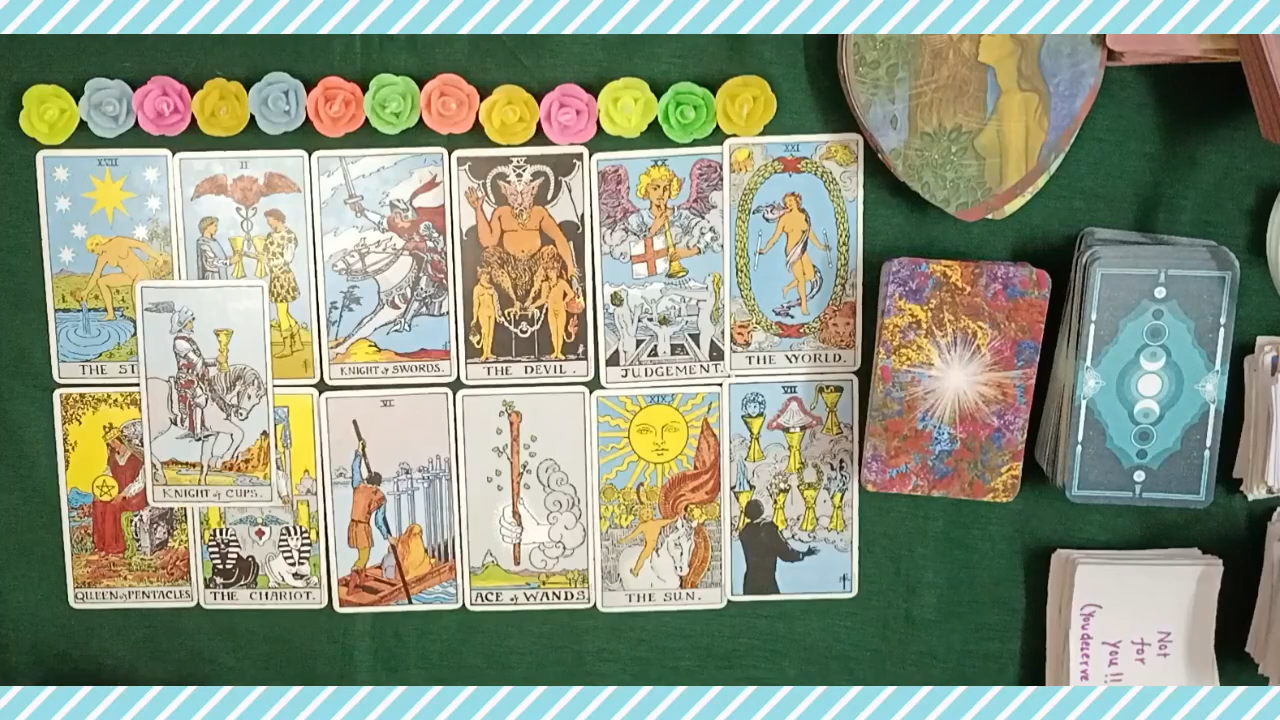 XVII
II
XX
XXI
THE ST
KNIGHT of SWORDS.
THE DEVIL.
JUDGEMENT.
THE WORLD.
KNIGHT of CUPS.
VI
XIX
VII
QUEEN of PENTACLES
THE CHARIOT.
ACE of WANDS.
THE SUN.
Not
for
You!!
(You deserve